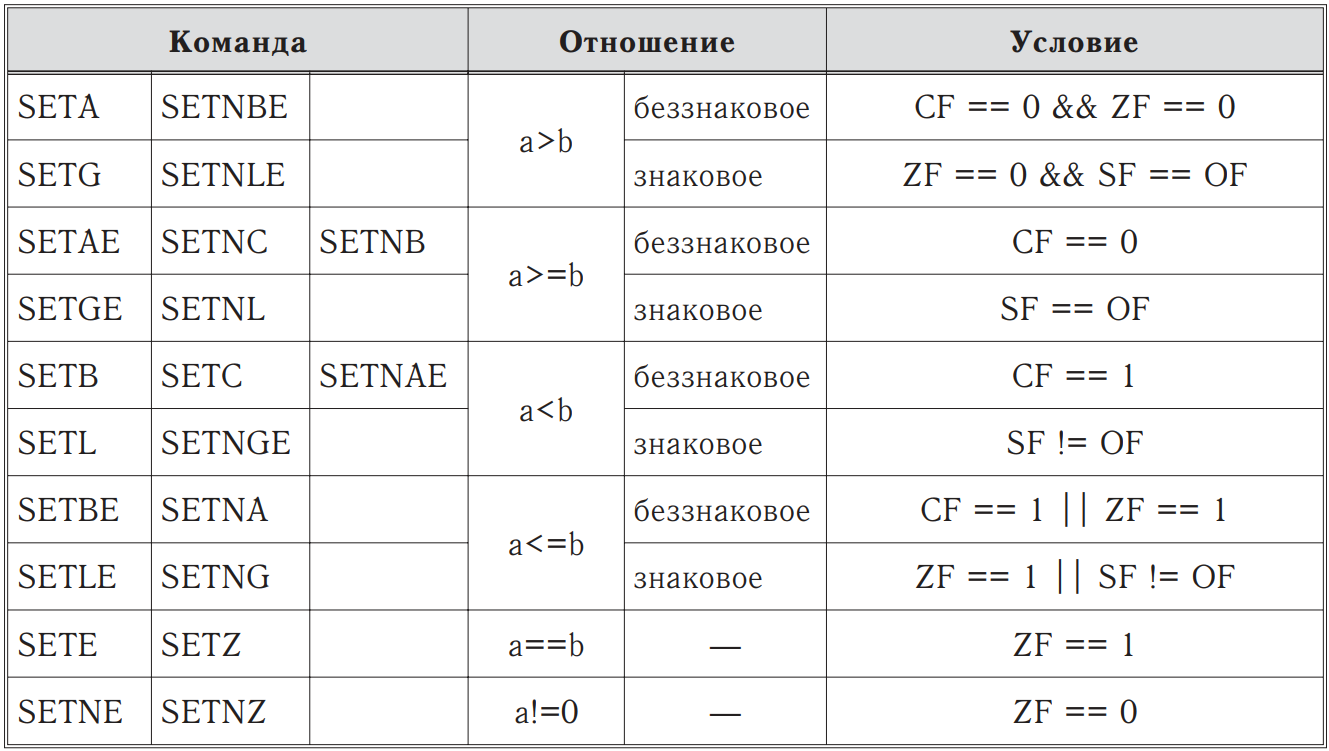 Команда Отношение Условие
SETA SETNBE беззнаковое CF == 0 && ZF == 0
a>b
SETG SETNLE знаковое ZF == 0 && SF == OF
SETAE SETNC SETNB беззнаковое CF == 0
a>=b
SETGE SETNL знаковое SF == OF
SETB SETC SETNAE беззнаковое CF == 1
a<b
SETL SETNGE знаковое SF != OF
SETBE SETNA беззнаковое CF == 1 || ZF == 1
a<=b
SETLE SETNG знаковое ZF == 1 || SF != OF
SETE SETZ a==b — ZF == 1
SETNE SETNZ a!=0 — ZF == 0